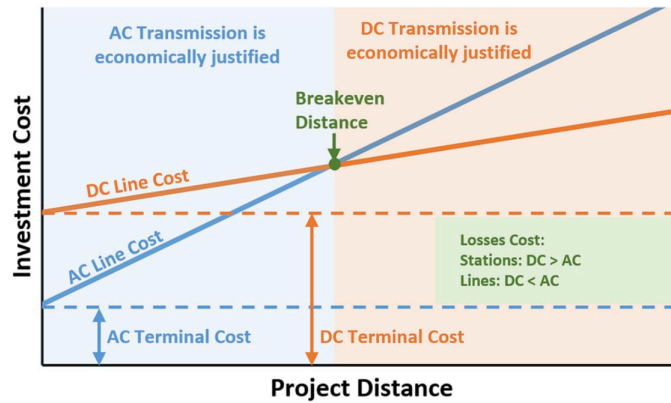 AC Transmission is
economically justified
DC Transmission is
economically justified
Breakeven
Distance
DC Line Cost
AC Line Cost
Losses Cost:
Stations: DC > AC
Lines: DC < AC
AC Terminal Cost
DC Terminal Cost
Investment Cost
Project Distance